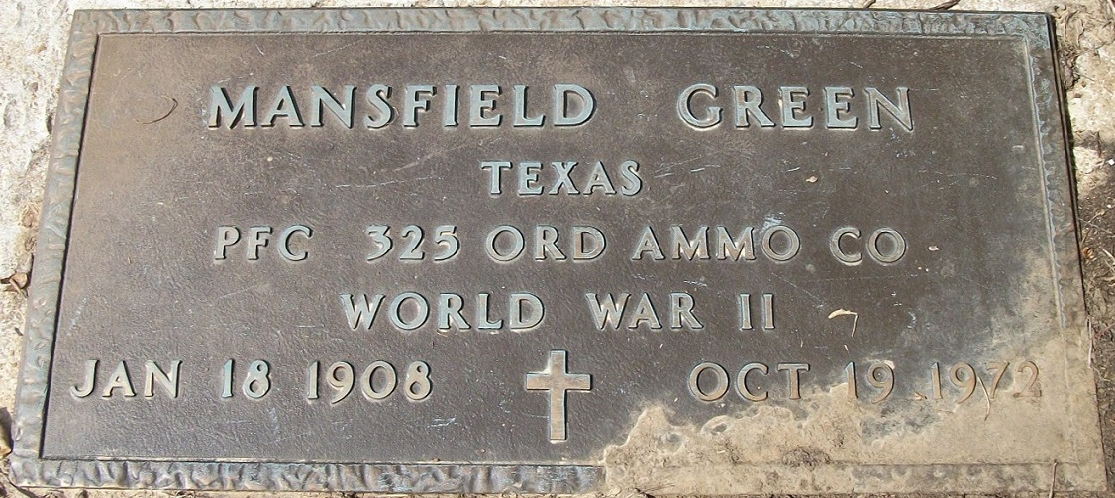 MANSFIELD GREEN
TEXAS
PFC 325 ORD AMMO CO
WORLD WAR II
JAN 18 1908 OCT 19 1972